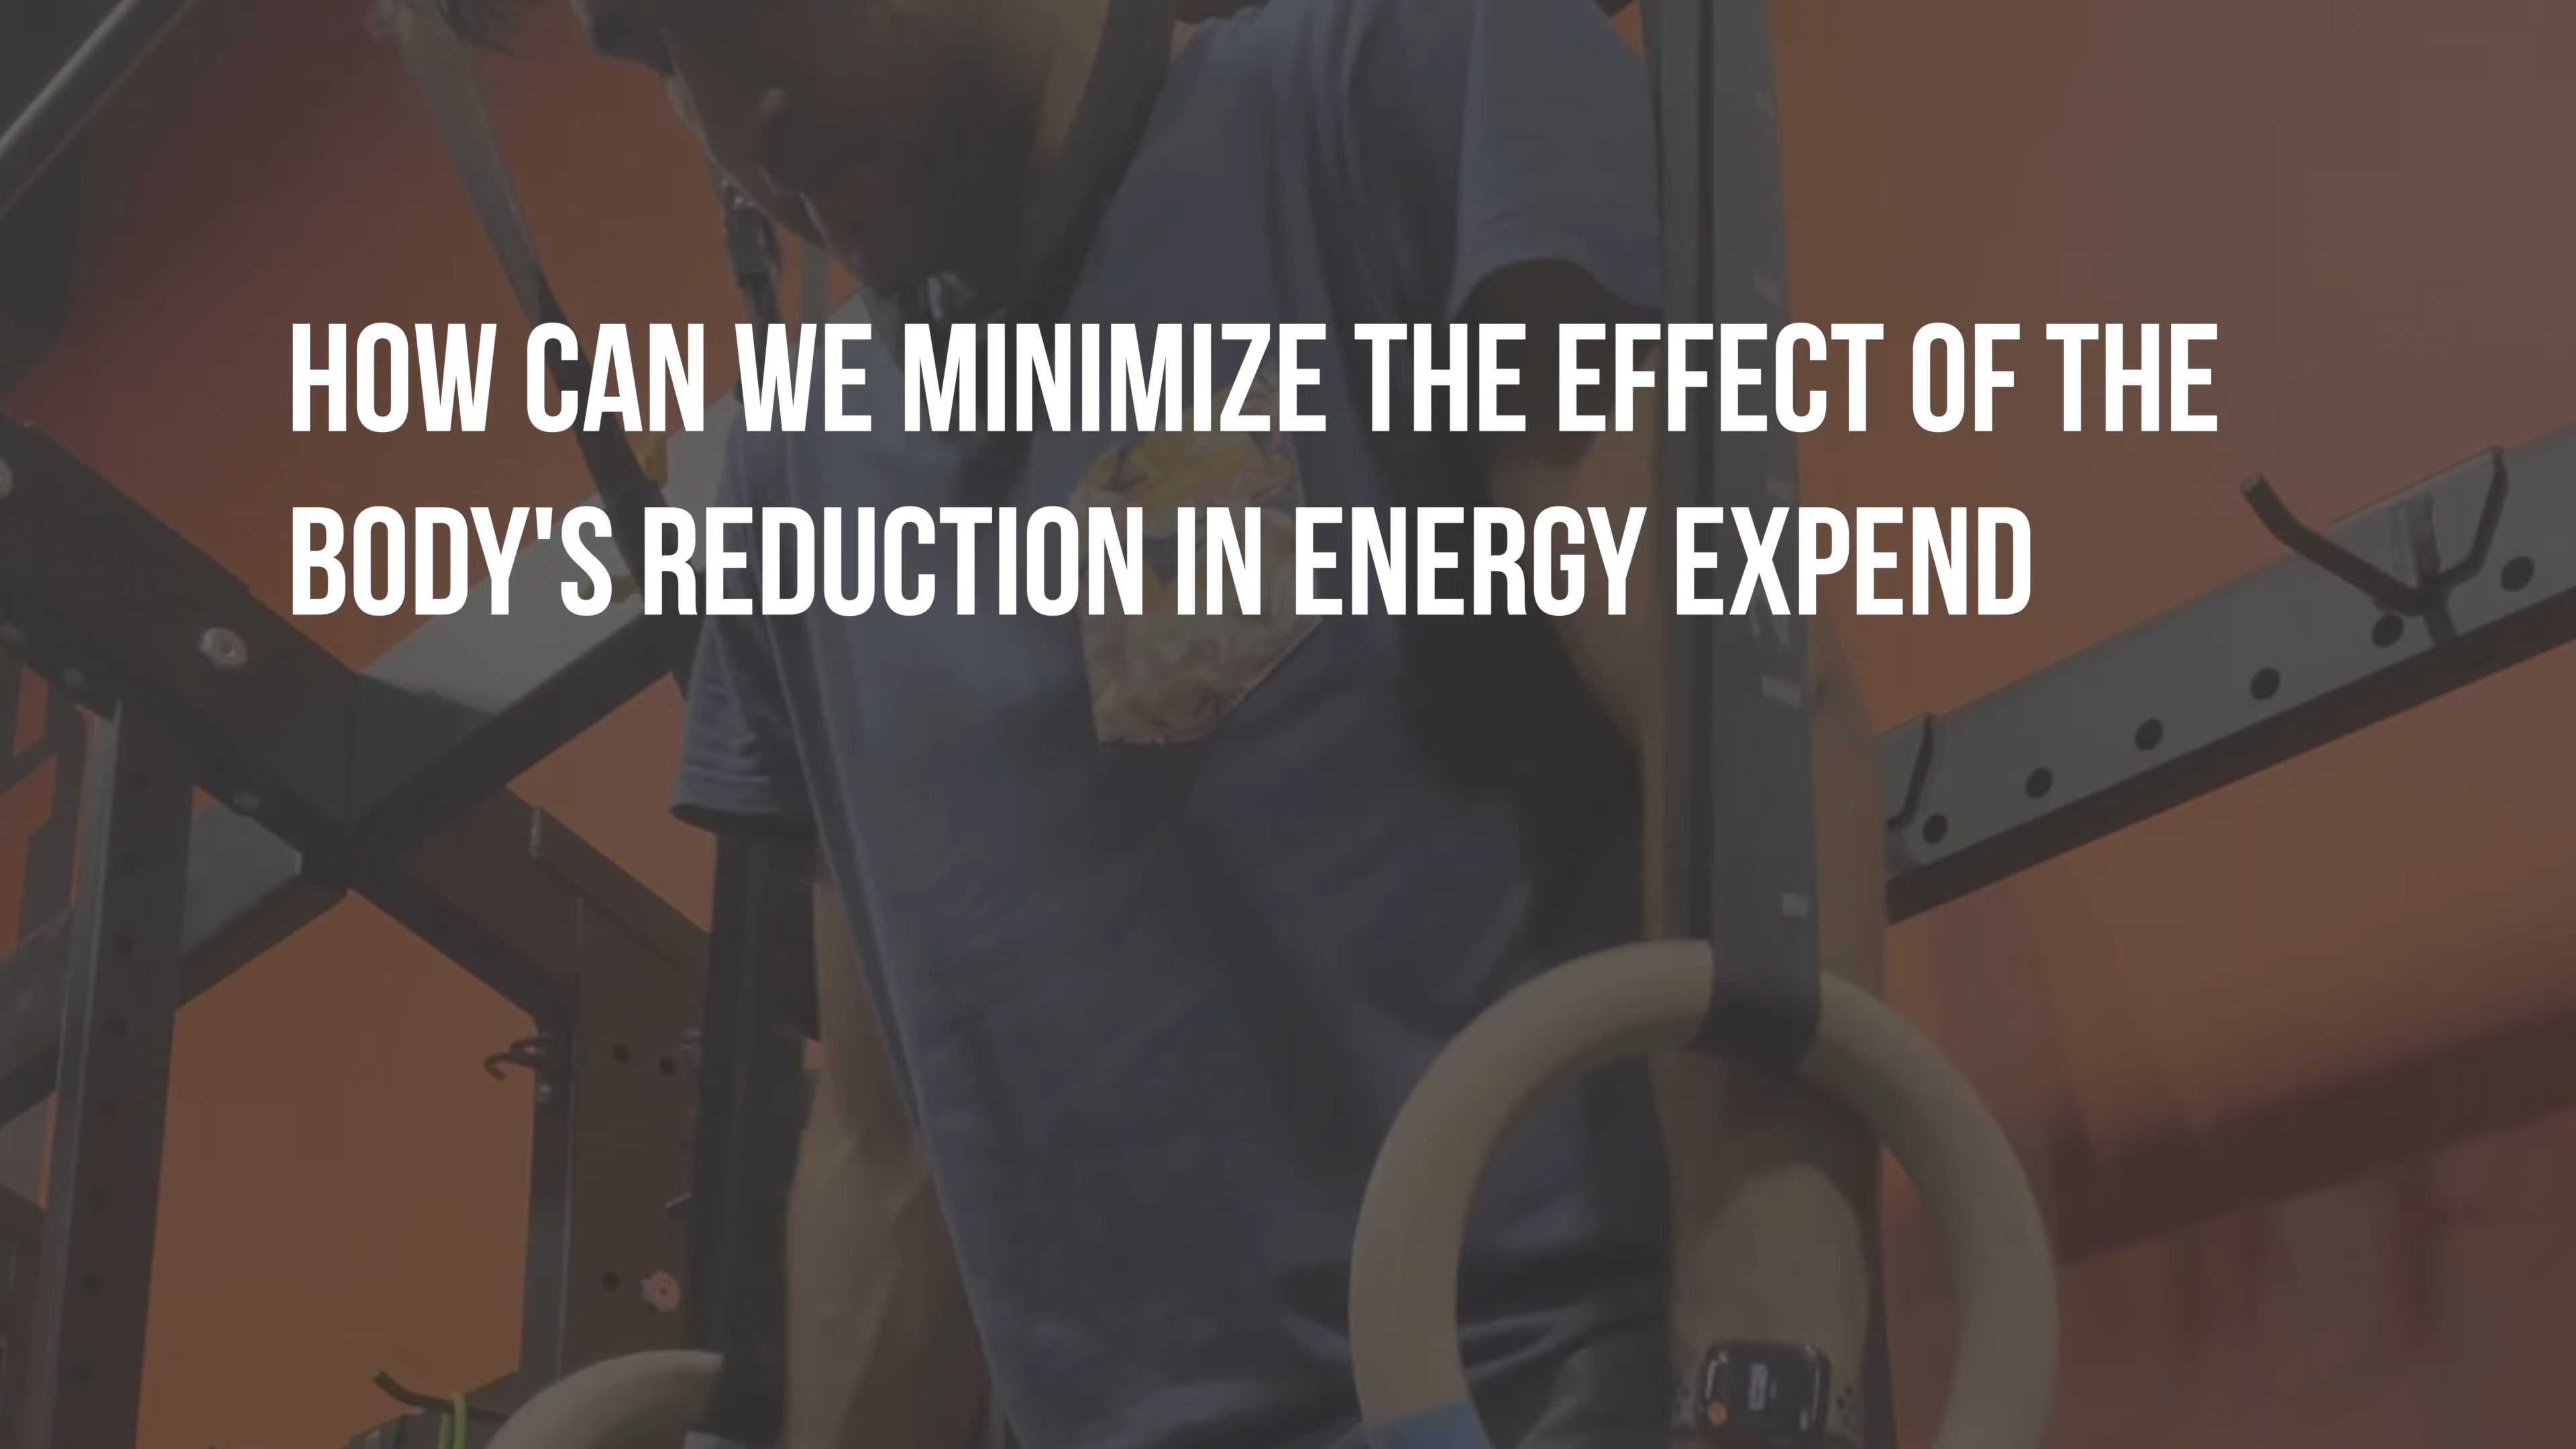 HOW CAN WE MINIMIZE THE EFFECT OF THE
BODY'S REDUCTION IN ENERGY EXPEND